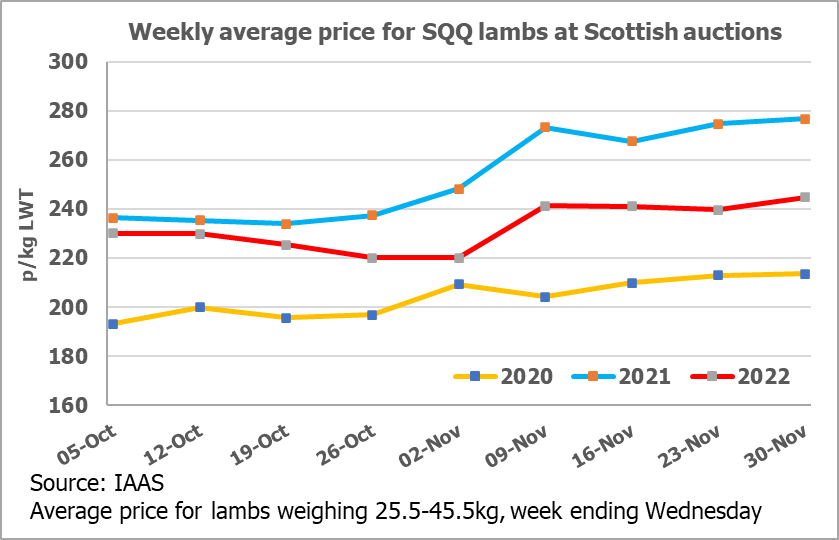 Weekly average price for SQQ lambs at Scottish auctions
p/kg LWT
300
280
260
240
220
200
180
160
2020 2021 2022
05-Oct 12-Oct 19-Oct 26-Oct 02-Nov 09-Nov 16-Nov 23-Nov 30-Nov
Source: IAAS
Average price for lambs weighing 25.5-45.5kg, week ending Wednesday